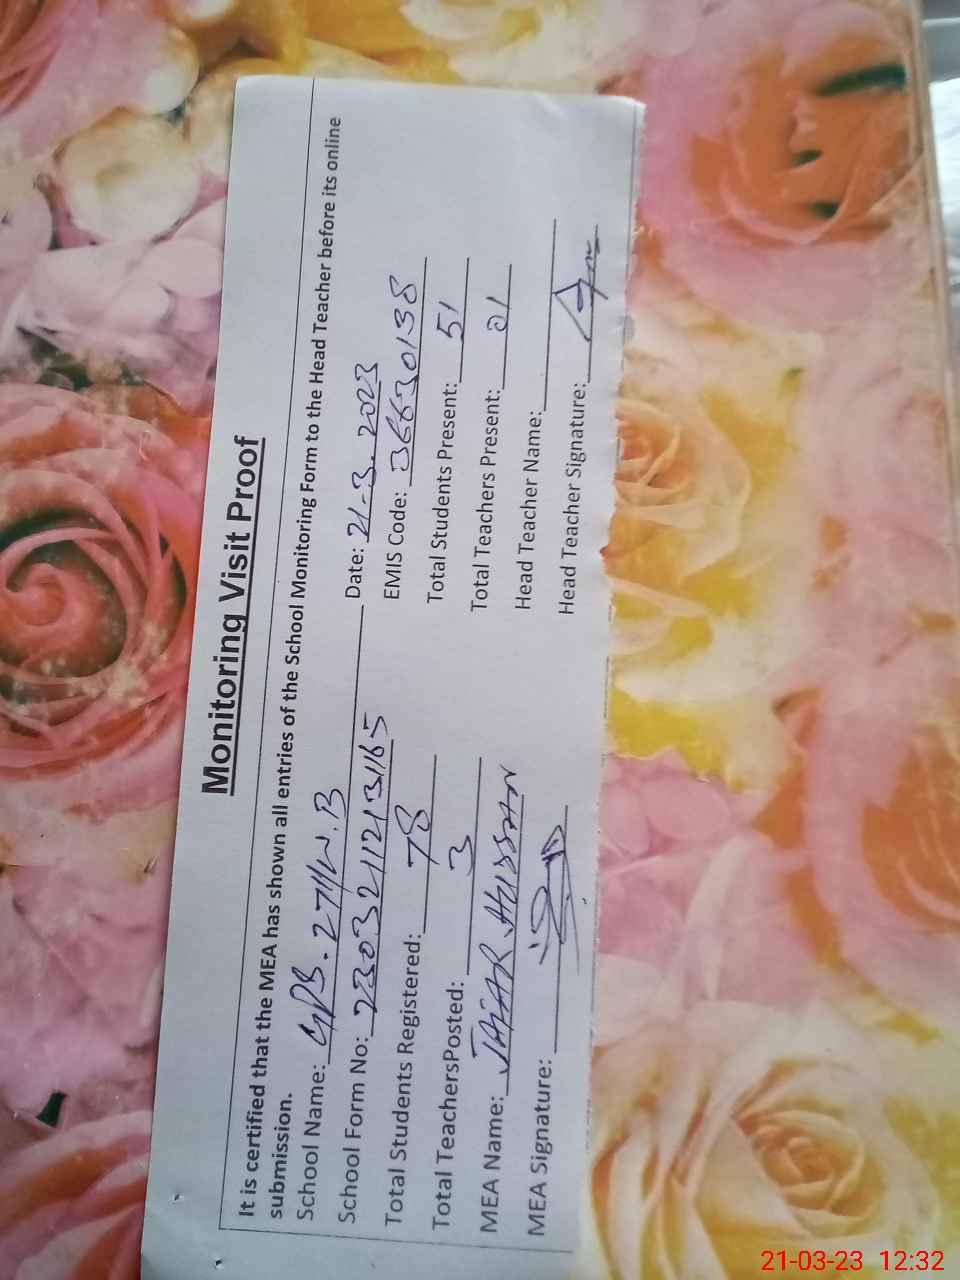 Monitoring Visit Proof
It is certified that the MEA has shown all entries of the School Monitoring Form to the Head Teacher before its online
submission.
School Name: GPS. 27/W.B Date: 21-3.2023
School Form No: 23032112131165 EMIS Code: 36630138
Total Students Registered: 78 Total Students Present: 51
Total TeachersPosted: 3 Total Teachers Present: 01
MEA Name: Hussan Head Teacher Name:
MEA Signature: Head Teacher Signature:
21-03-23 12:32